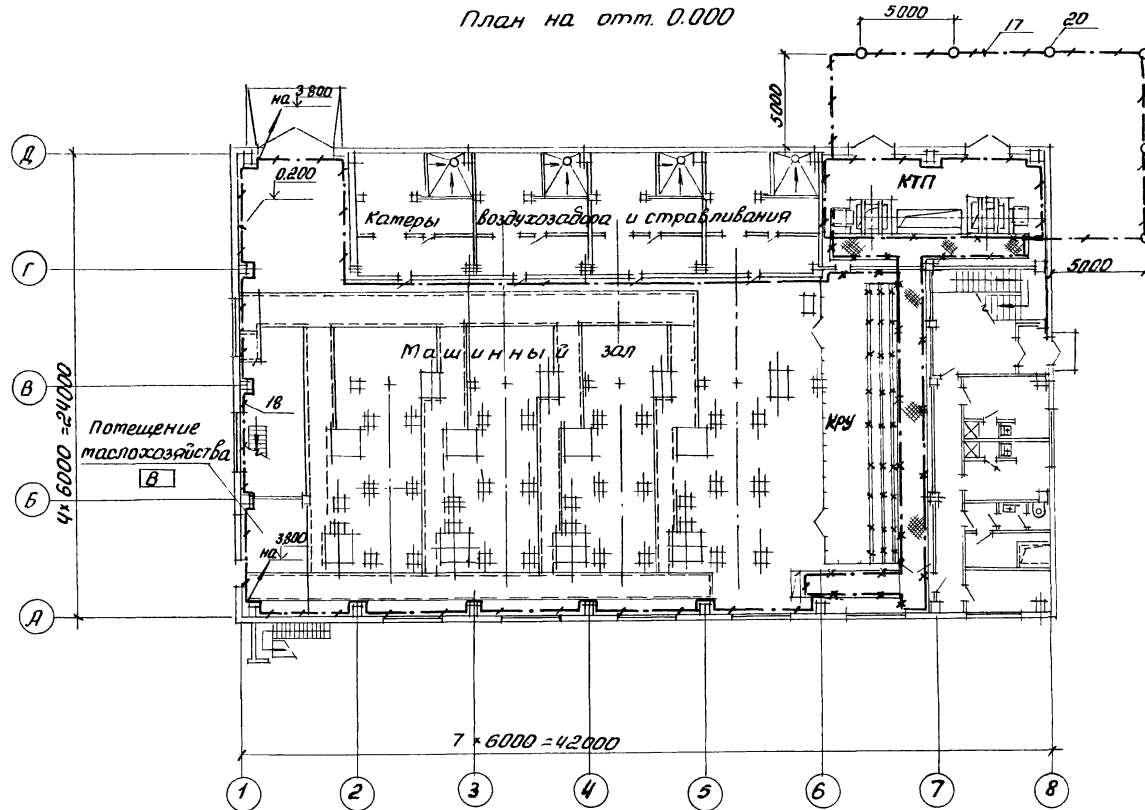 План на отм. 0.000
5000
17
20
на 3.800
5000
Д
0.200
КТП
Камеры воздухозабора и стравливания
Г
5000
Машинный зал
В
18
КРУ
Помещение
маслохозяйства
В
4×6000=24000
Б
на 3.800
А
7×6000=42000
1
2
3
4
5
6
7
8